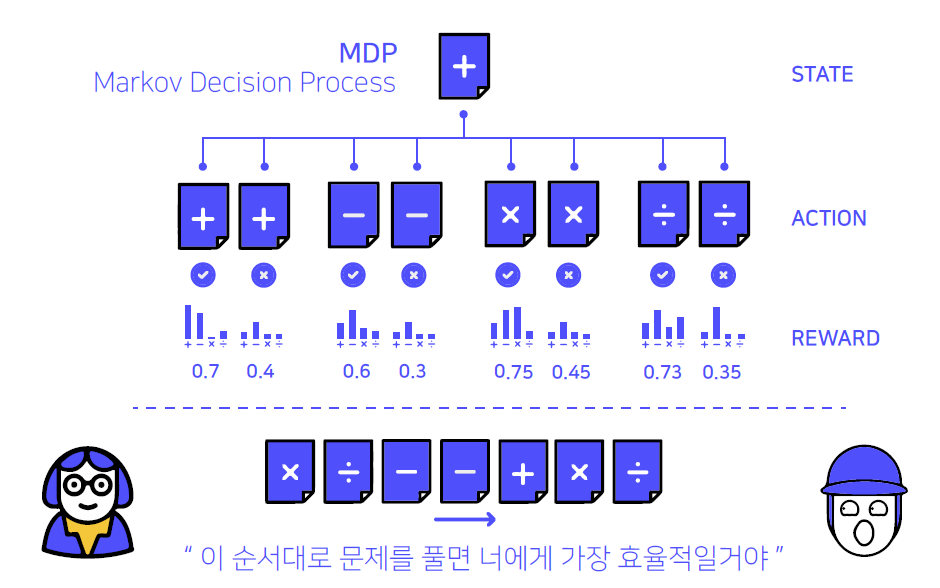 MDP
Markov Decision Process
STATE
+
+ + − − × × ÷ ÷
ACTION
+ − × ÷ + − × ÷ + − × ÷ + − × ÷ + − × ÷ + − × ÷ + − × ÷ + − × ÷
REWARD
0.7 0.4 0.6 0.3 0.75 0.45 0.73 0.35
× ÷ − − + × ÷
“ 이 순서대로 문제를 풀면 너에게 가장 효율적일거야 ”